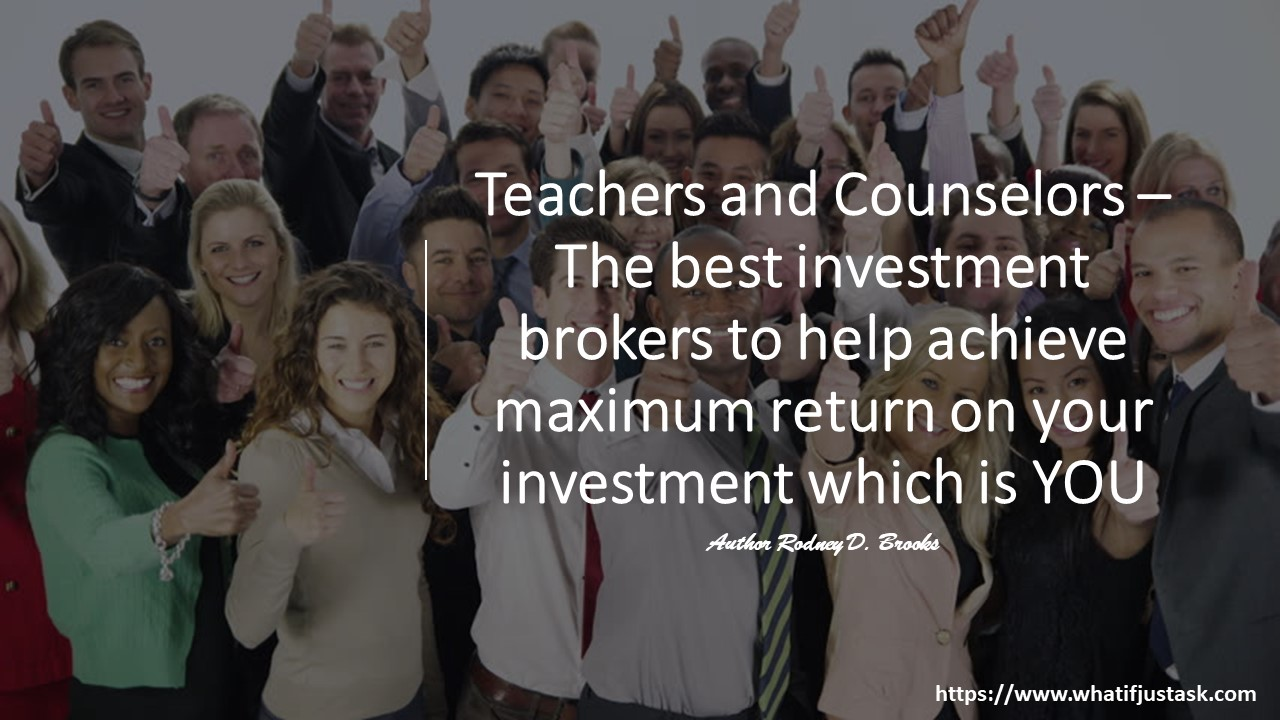 Teachers and Counselors –
The best investment
brokers to help achieve
maximum return on your
investment which is YOU
Author Rodney D. Brooks
https://www.whatifjustask.com